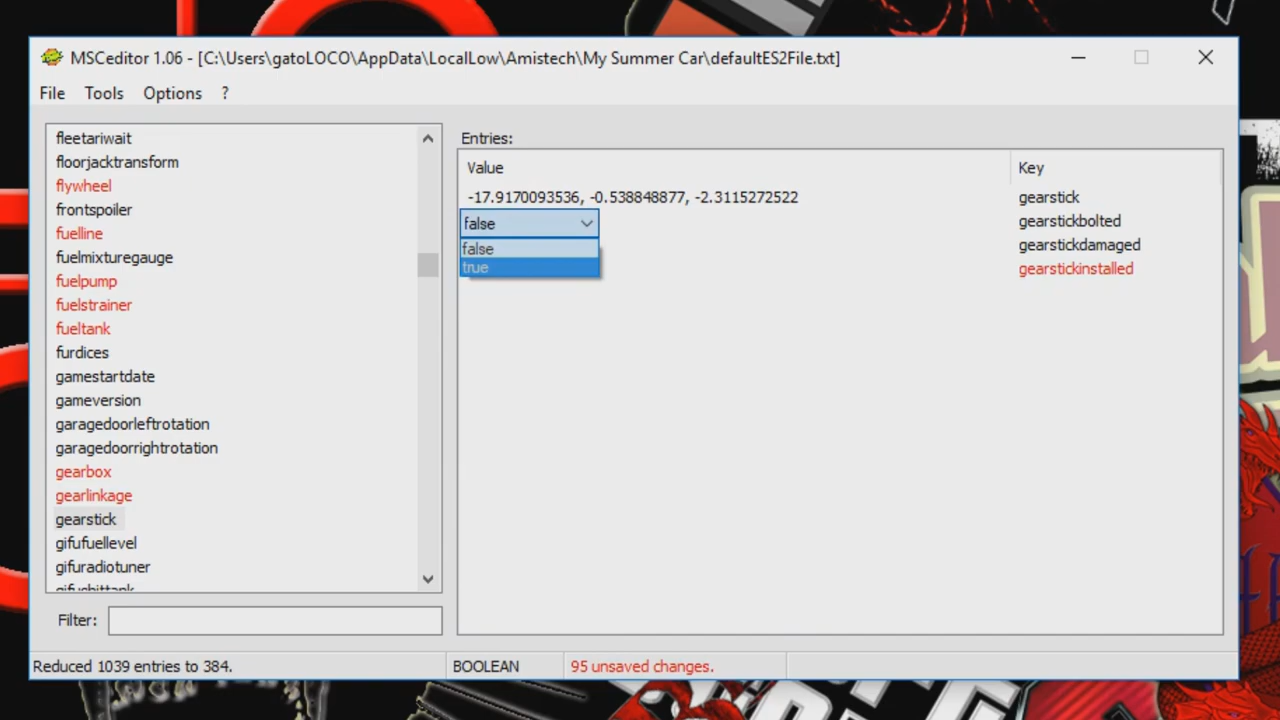 MSCeditor 1.06 - [C:\Users\gatoLOCO\AppData\LocalLow\Amistech\My Summer Car\defaultES2File.txt]
File Tools Options ?
fleetariwait
floorjacktransform
flywheel
frontspoiler
fuelline
fuelmixturegauge
fuelpump
fuelstrainer
fueltank
furdices
gamestartdate
gameversion
garagedoorleftrotation
garagedoorrightrotation
gearbox
gearlinkage
gearstick
gifufuellevel
gifuradiotuner
Filter:
Entries:
Value Key
-17.9170093536, -0.538848877, -2.3115272522 gearstick
false gearstickbolted
false gearstickdamaged
true gearstickinstalled
Reduced 1039 entries to 384. BOOLEAN 95 unsaved changes.